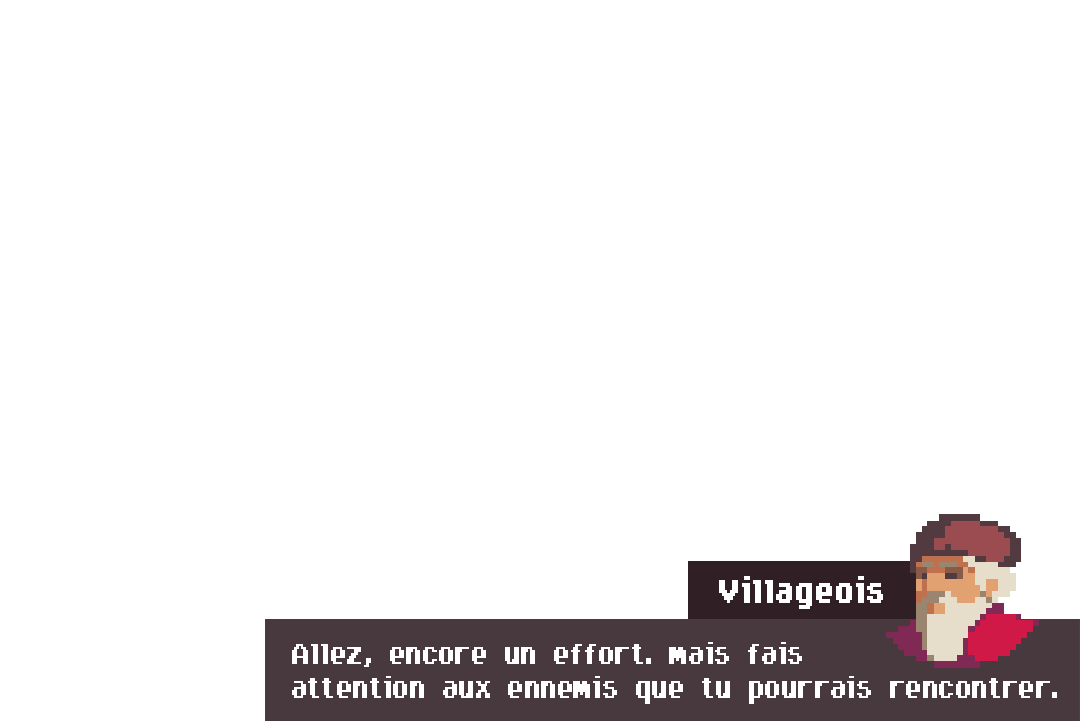 Villageois
Allez, encore un effort. mais fais
attention aux ennemis que tu pourrais rencontrer.